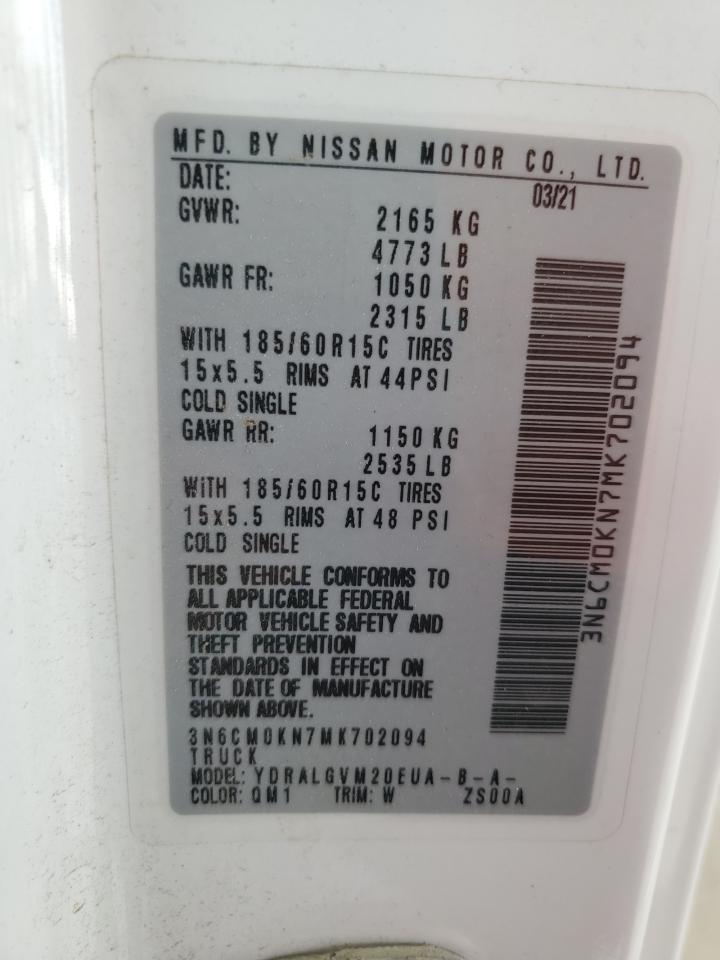 MFD. BY NISSAN MOTOR CO., LTD.
DATE: 03/21
GVWR: 2165 KG
4773 LB
GAWR FR: 1050 KG
2315 LB
WITH 185/60R15C TIRES
15x5.5 RIMS AT 44PSI
COLD SINGLE
GAWR RR: 1150 KG
2535 LB
WITH 185/60R15C TIRES
15x5.5 RIMS AT 48 PSI
COLD SINGLE
THIS VEHICLE CONFORMS TO
ALL APPLICABLE FEDERAL
MOTOR VEHICLE SAFETY AND
THEFT PREVENTION
STANDARDS IN EFFECT ON
THE DATE OF MANUFACTURE
SHOWN ABOVE.
3N6CM0KN7MK702094
TRUCK
MODEL: YDRALGVM20EUA-B-A-
COLOR: QM1 TRIM: W ZS00A
3N6CM0KN7MK702094